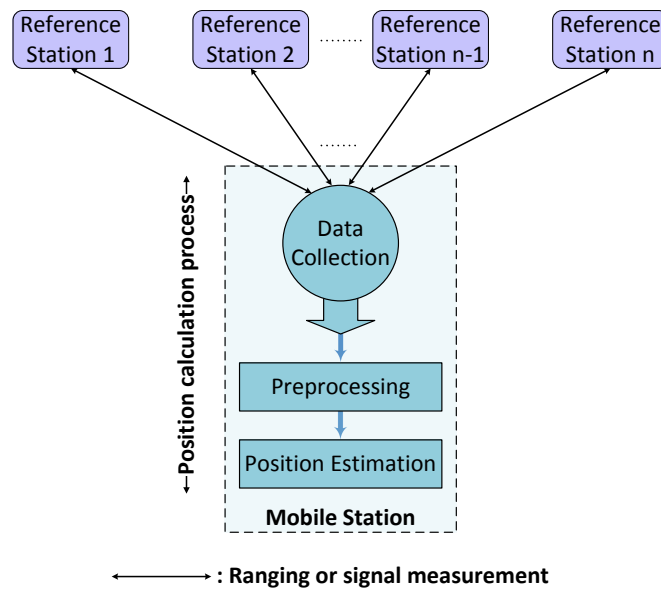 Reference
Station 1
Reference
Station 2
........
Reference
Station n-1
Reference
Station n
.......
Position calculation process
Data
Collection
Preprocessing
Position Estimation
Mobile Station
: Ranging or signal measurement